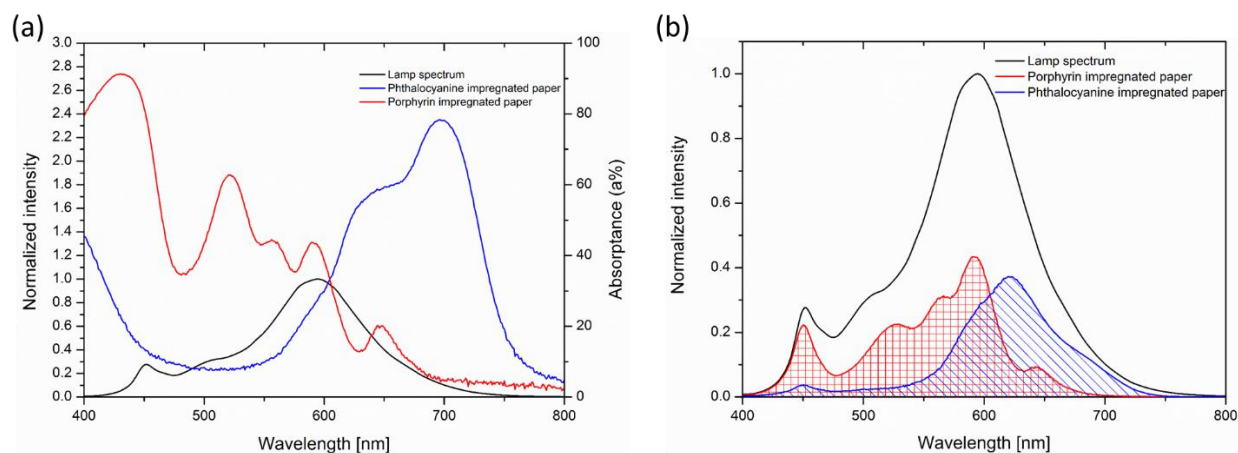 (a)
Normalized intensity
3.0
2.8
2.6
2.4
2.2
2.0
1.8
1.6
1.4
1.2
1.0
0.8
0.6
0.4
0.2
0.0
Lamp spectrum
Phthalocyanine impregnated paper
Porphyrin impregnated paper
100
80
60
40
20
0
Absorptance (a%)
400 500 600 700 800
Wavelength [nm]
(b)
Normalized intensity
1.0
0.8
0.6
0.4
0.2
0.0
Lamp spectrum
Porphyrin impregnated paper
Phthalocyanine impregnated paper
400 500 600 700 800
Wavelength [nm]